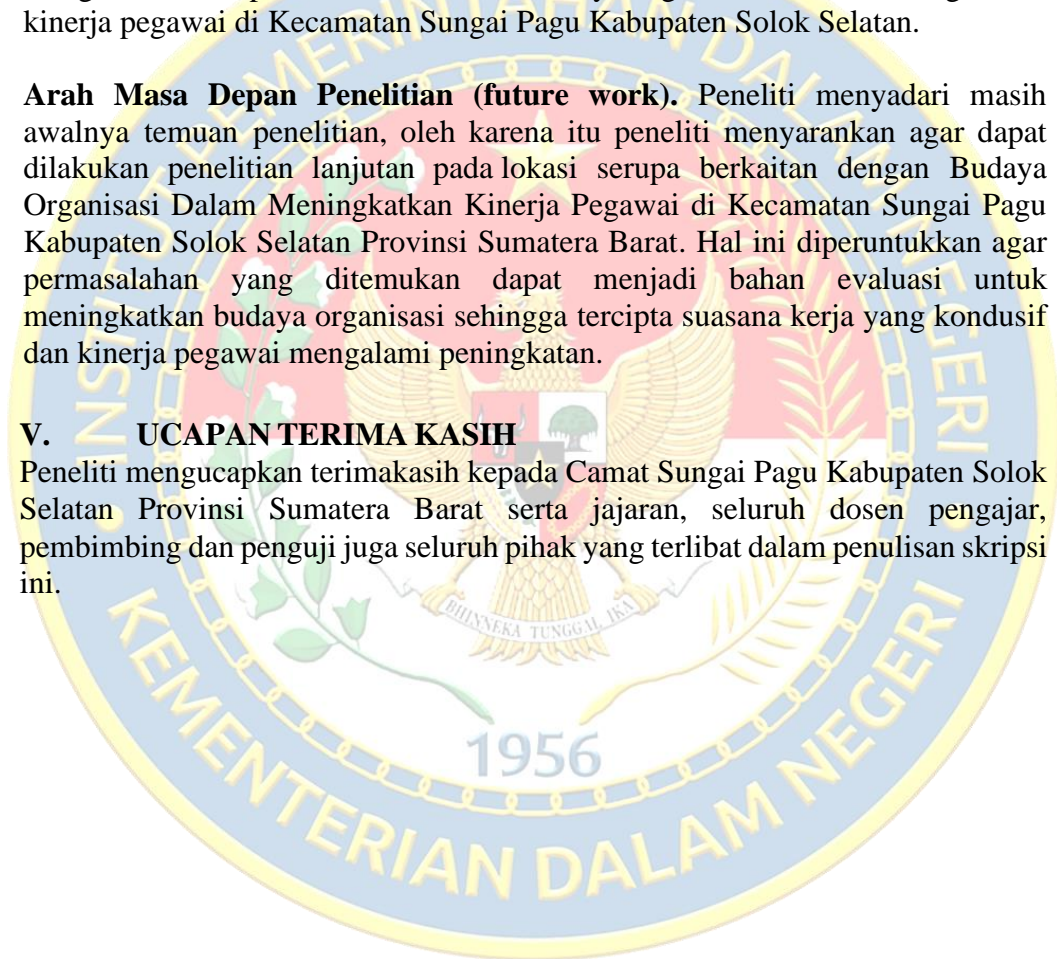 kinerja pegawai di Kecamatan Sungai Pagu Kabupaten Solok Selatan.
Arah Masa Depan Penelitian (future work). Peneliti menyadari masih
awalnya temuan penelitian, oleh karena itu peneliti menyarankan agar dapat
dilakukan penelitian lanjutan pada lokasi serupa berkaitan dengan Budaya
Organisasi Dalam Meningkatkan Kinerja Pegawai di Kecamatan Sungai Pagu
Kabupaten Solok Selatan Provinsi Sumatera Barat. Hal ini diperuntukkan agar
permasalahan yang ditemukan dapat menjadi bahan evaluasi untuk
meningkatkan budaya organisasi sehingga tercipta suasana kerja yang kondusif
dan kinerja pegawai mengalami peningkatan.
V. UCAPAN TERIMA KASIH
Peneliti mengucapkan terimakasih kepada Camat Sungai Pagu Kabupaten Solok
Selatan Provinsi Sumatera Barat serta jajaran, seluruh dosen pengajar,
pembimbing dan penguji juga seluruh pihak yang terlibat dalam penulisan skripsi
ini.
INSTITUT PEMERINTAHAN DALAM NEGERI
BHINNEKA TUNGGAL IKA
1956
KEMENTERIAN DALAM NEGERI